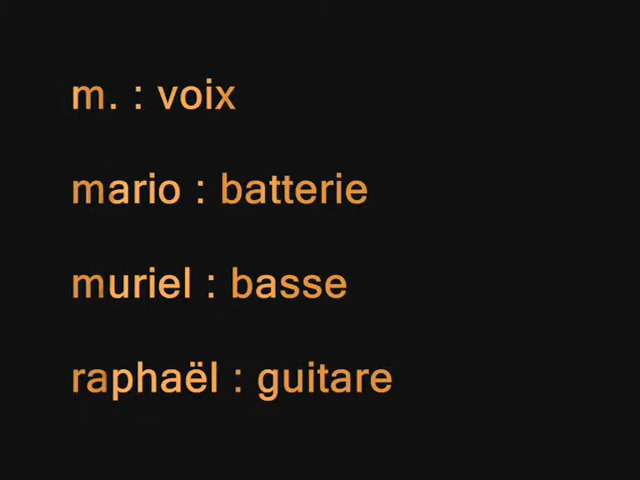 m. : voix
mario : batterie
muriel : basse
raphaël : guitare